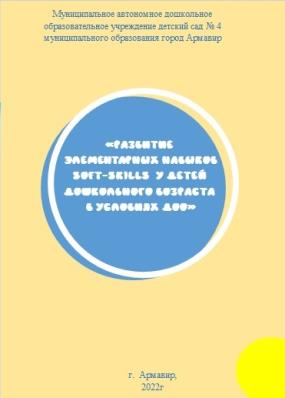 Муниципальное автономное дошкольное
образовательное учреждение детский сад № 4
муниципального образования город Армавир
«РАЗВИТИЕ
ЭЛЕМЕНТАРНЫХ НАВЫКОВ
SOFT-SKILLS У ДЕТЕЙ
ДОШКОЛЬНОГО ВОЗРАСТА
В УСЛОВИЯХ ДОО»
г. Армавир,
2022г